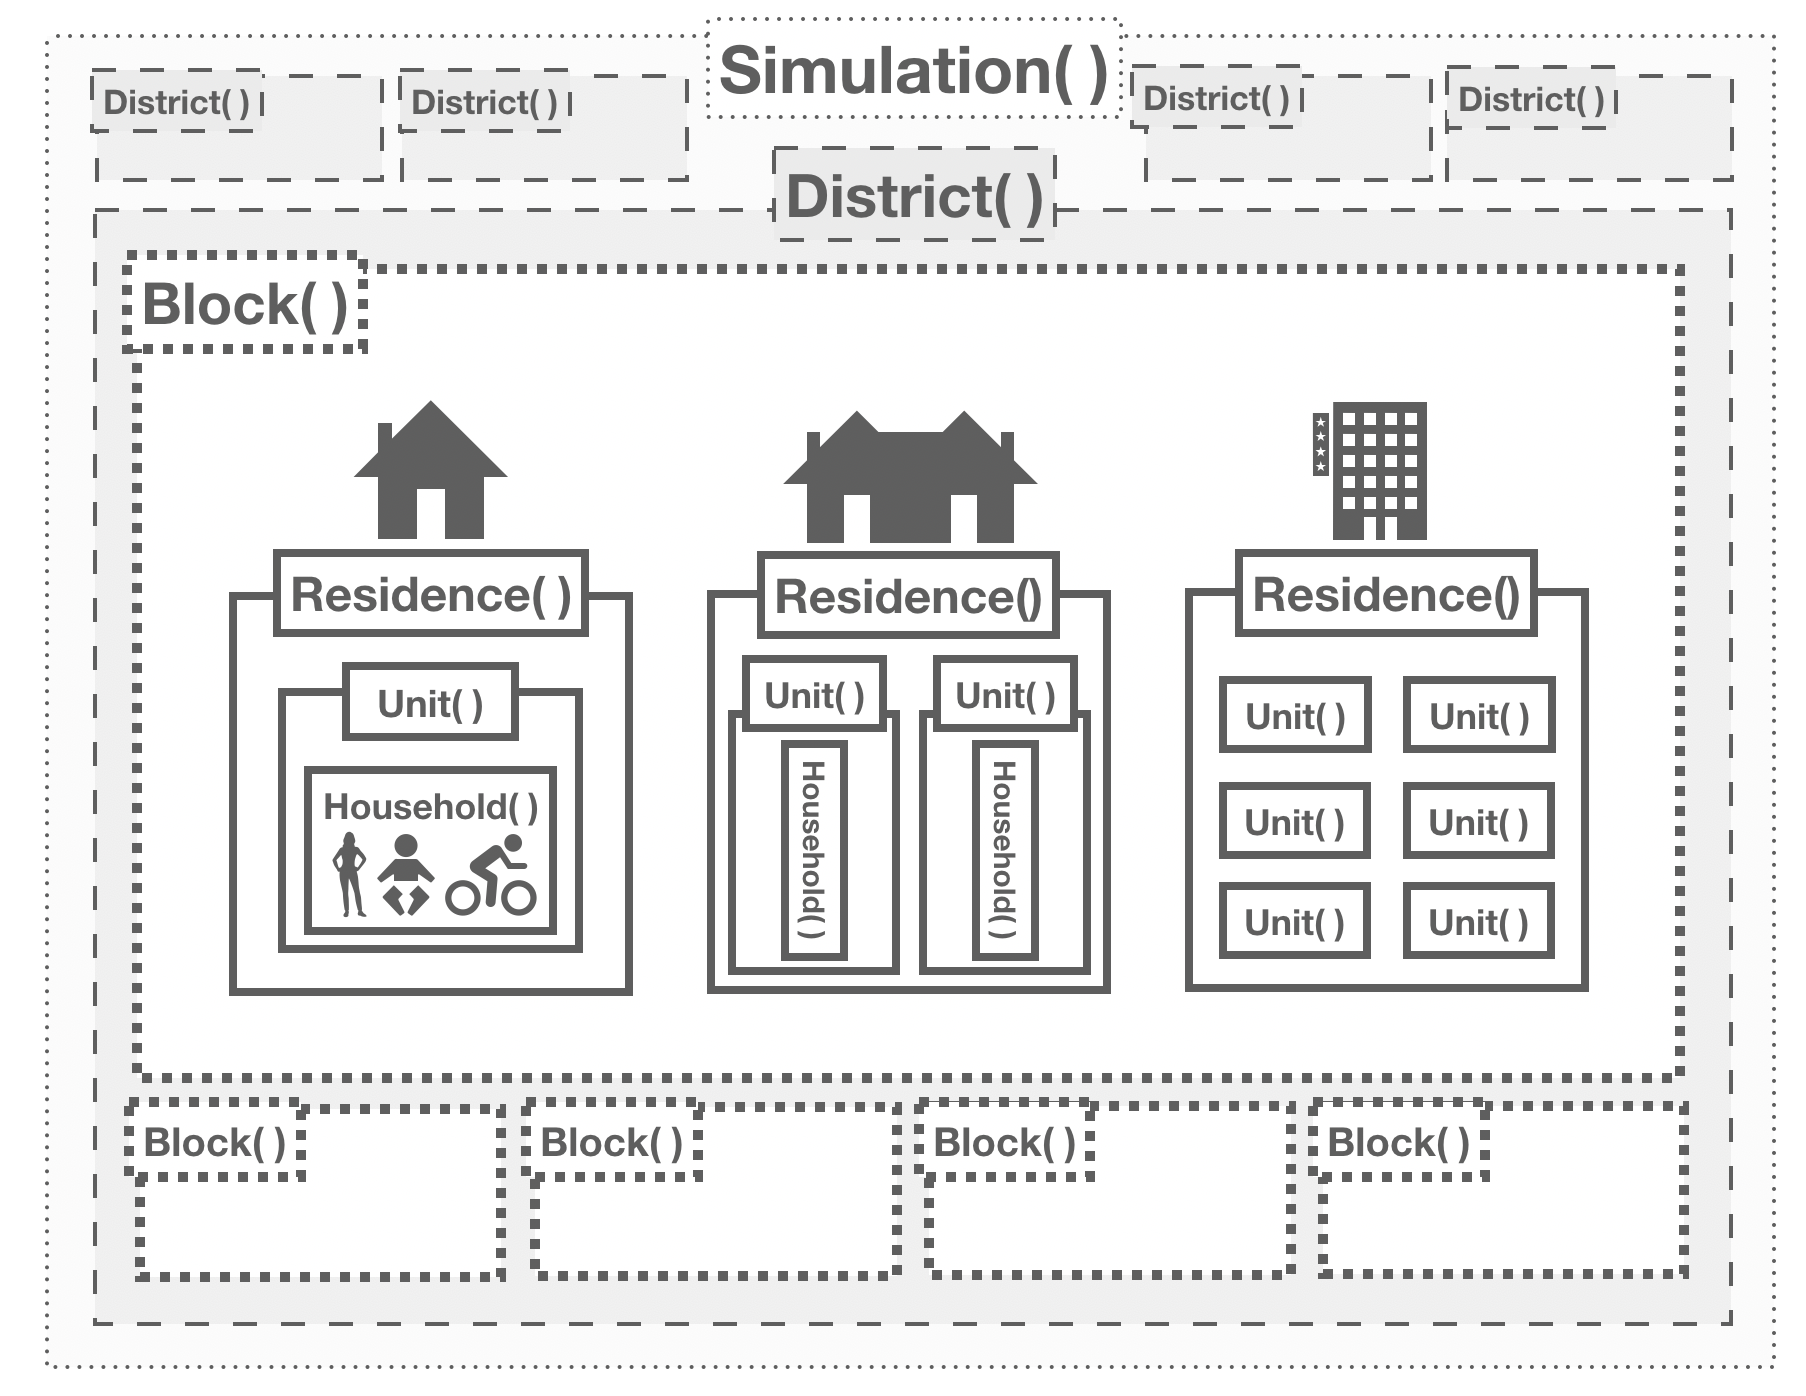 Simulation( )
District( )
District( )
District( )
District( )
District( )
Block( )
Residence( )
Residence()
Residence()
Unit( )
Household( )
Unit( )
Unit( )
Household( )
Household( )
Unit( )
Unit( )
Unit( )
Unit( )
Unit( )
Unit( )
Block( )
Block( )
Block( )
Block( )